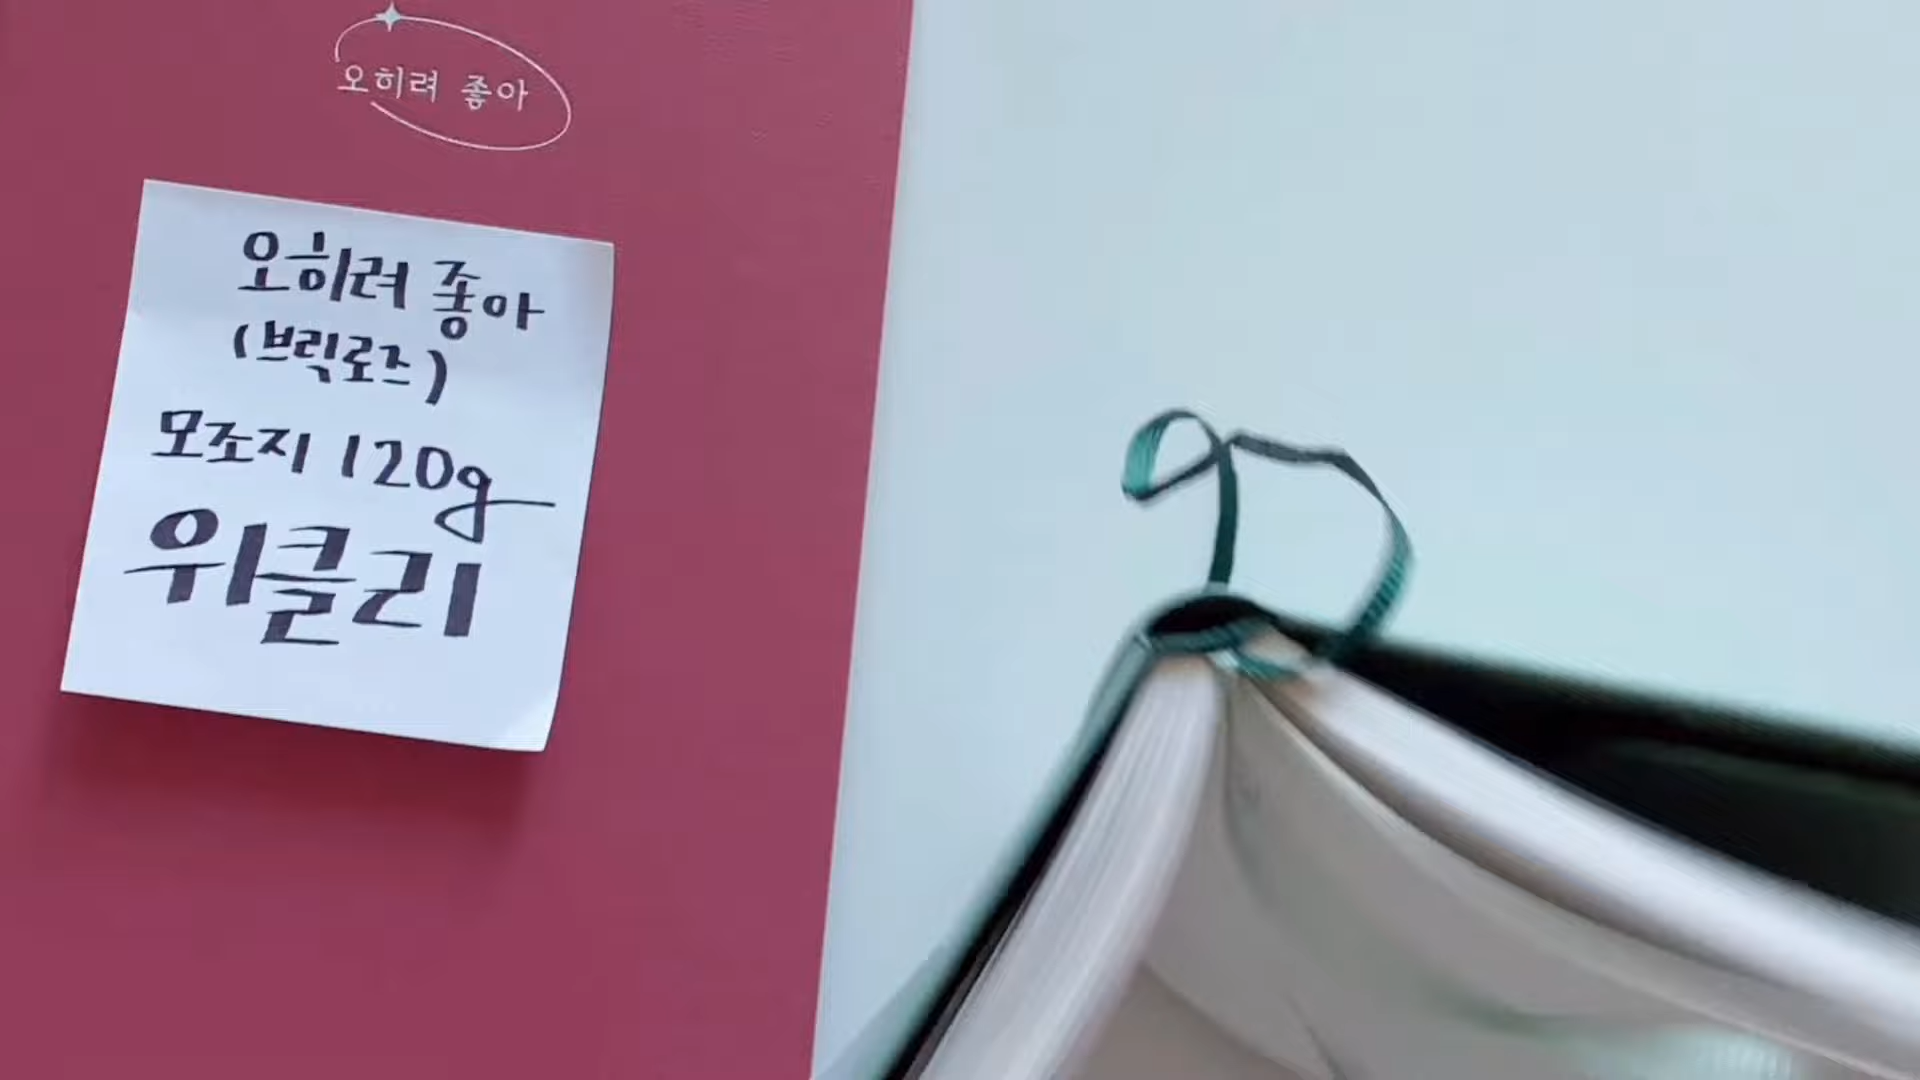 오히려 좋아
오히려 좋아
(브릭로즈)
모조지 120g
위클리